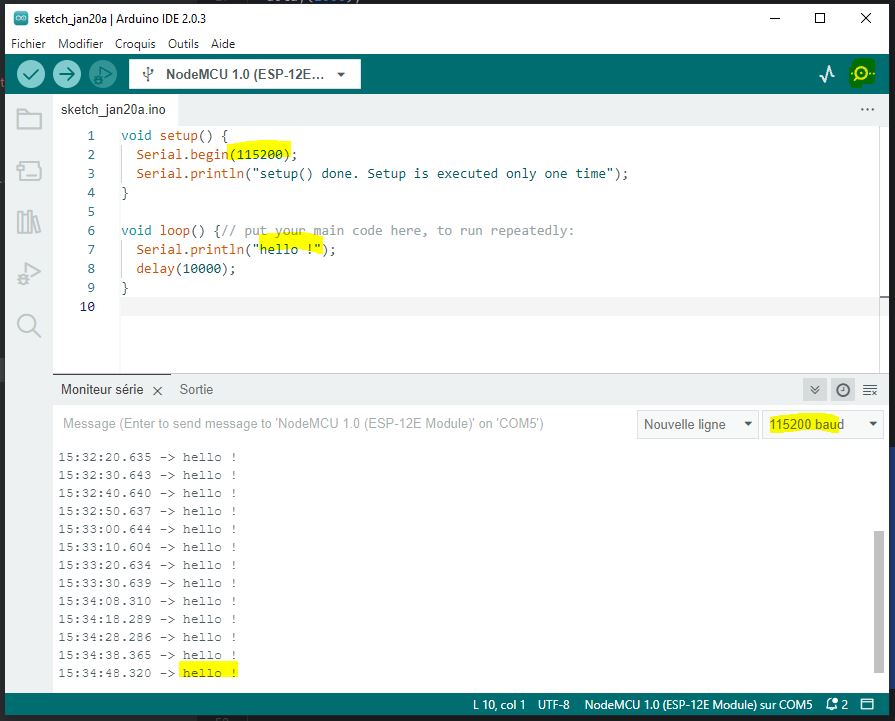 sketch_jan20a | Arduino IDE 2.0.3
Fichier Modifier Croquis Outils Aide
NodeMCU 1.0 (ESP-12E...
sketch_jan20a.ino
1 void setup() {
2 Serial.begin(115200);
3 Serial.println("setup() done. Setup is executed only one time");
4 }
5
6 void loop() {// put your main code here, to run repeatedly:
7 Serial.println("hello !");
8 delay(10000);
9 }
10
Moniteur série Sortie
Message (Enter to send message to 'NodeMCU 1.0 (ESP-12E Module)' on 'COM5') Nouvelle ligne 115200 baud
15:32:20.635 -> hello !
15:32:30.643 -> hello !
15:32:40.640 -> hello !
15:32:50.637 -> hello !
15:33:00.644 -> hello !
15:33:10.604 -> hello !
15:33:20.634 -> hello !
15:33:30.639 -> hello !
15:34:08.310 -> hello !
15:34:18.289 -> hello !
15:34:28.286 -> hello !
15:34:38.365 -> hello !
15:34:48.320 -> hello !
L 10, col 1 UTF-8 NodeMCU 1.0 (ESP-12E Module) sur COM5 2